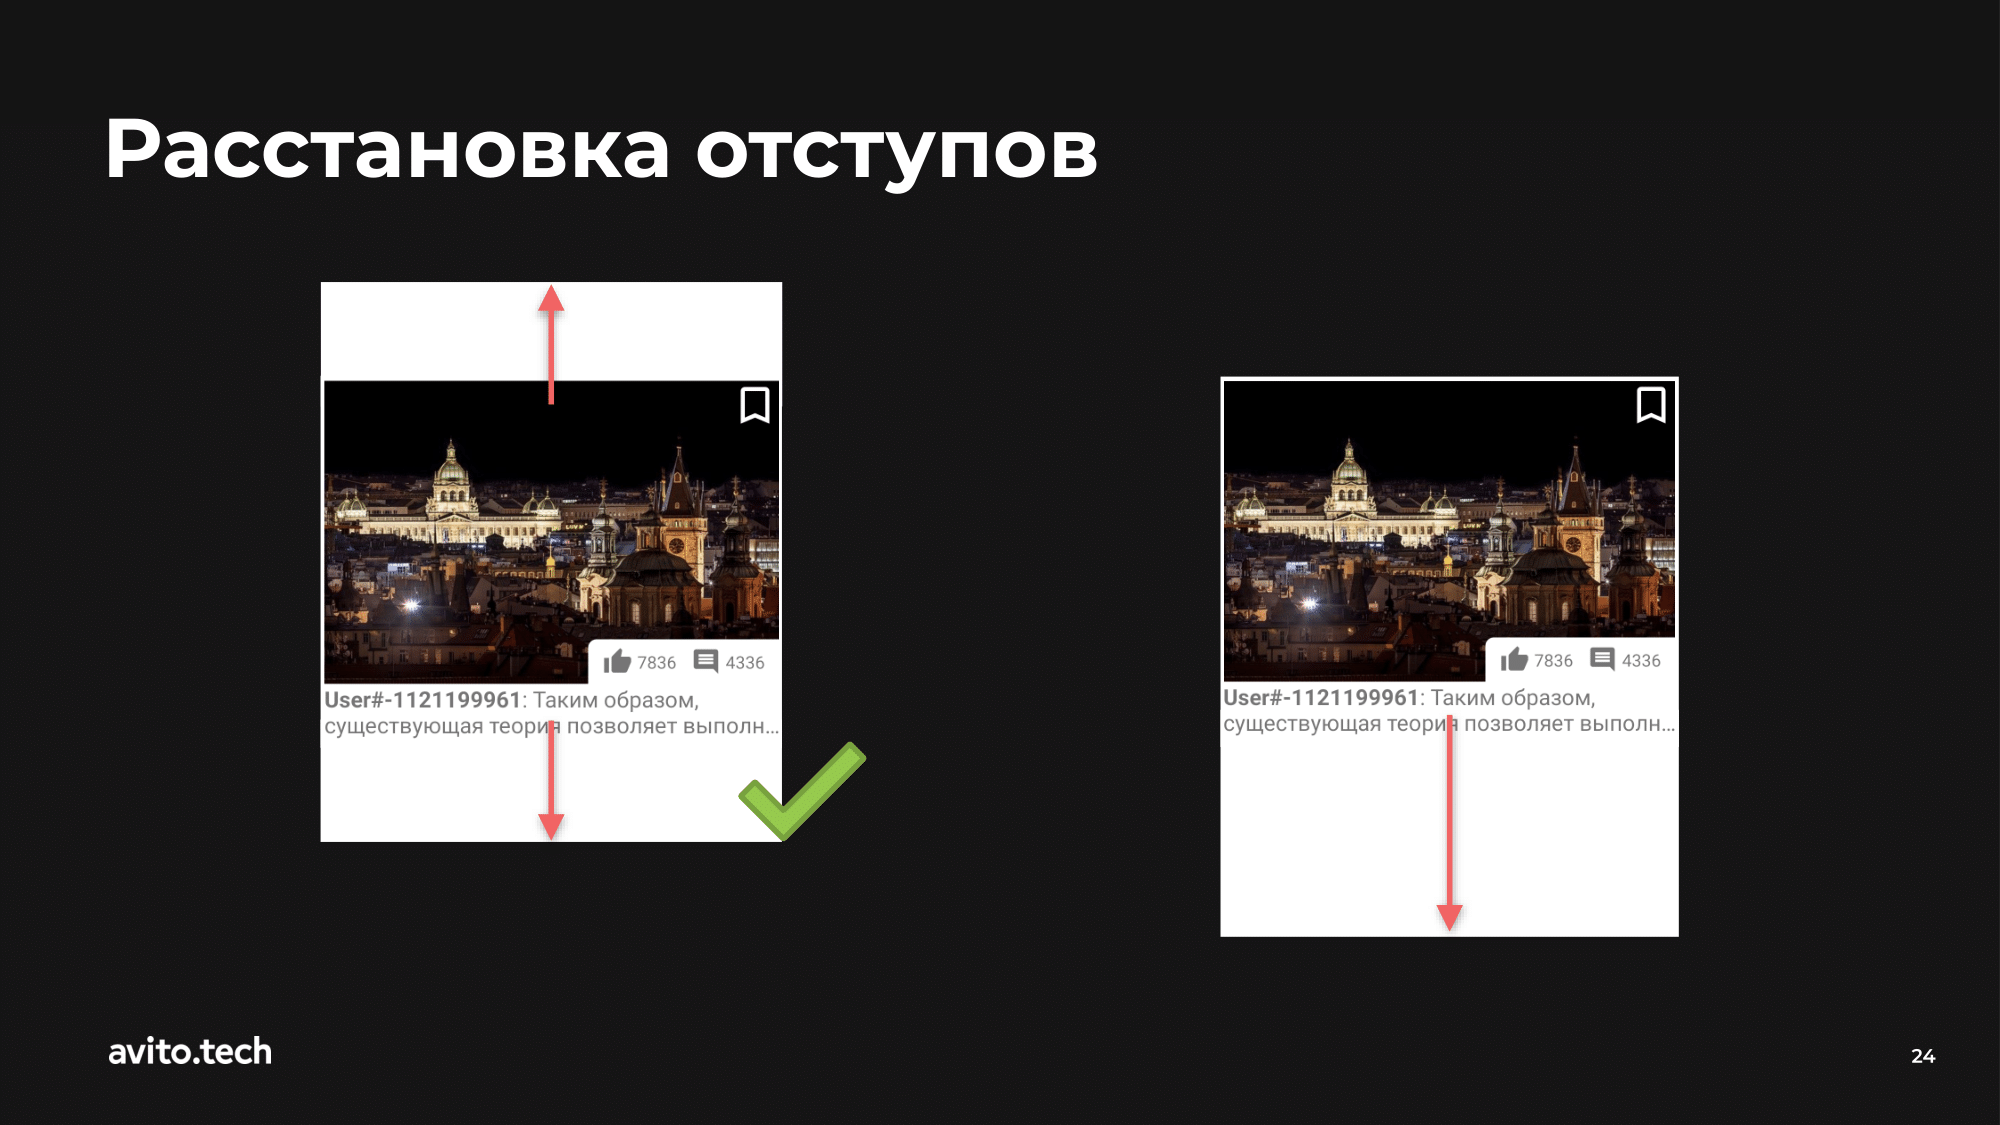 Расстановка отступов
7836 4336
User#-1121199961: Таким образом,
существующая теория позволяет выполн...
7836 4336
User#-1121199961: Таким образом,
существующая теория позволяет выполн...
avito.tech
24